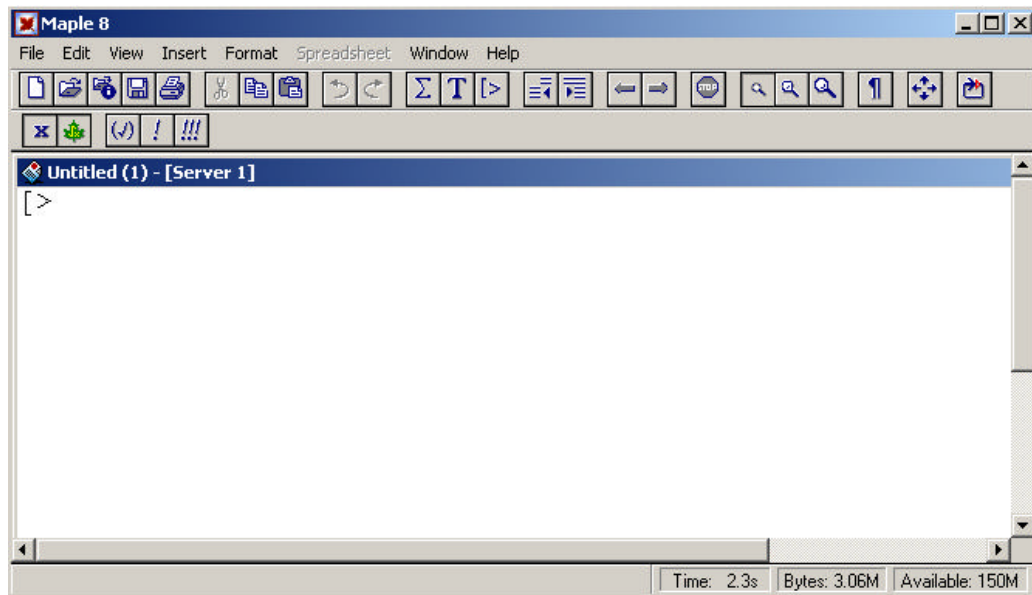 Maple 8
File Edit View Insert Format Spreadsheet Window Help
Σ T [>
STOP
x (√) ! !!!
Untitled (1) - [Server 1]
[>
Time: 2.3s Bytes: 3.06M Available: 150M